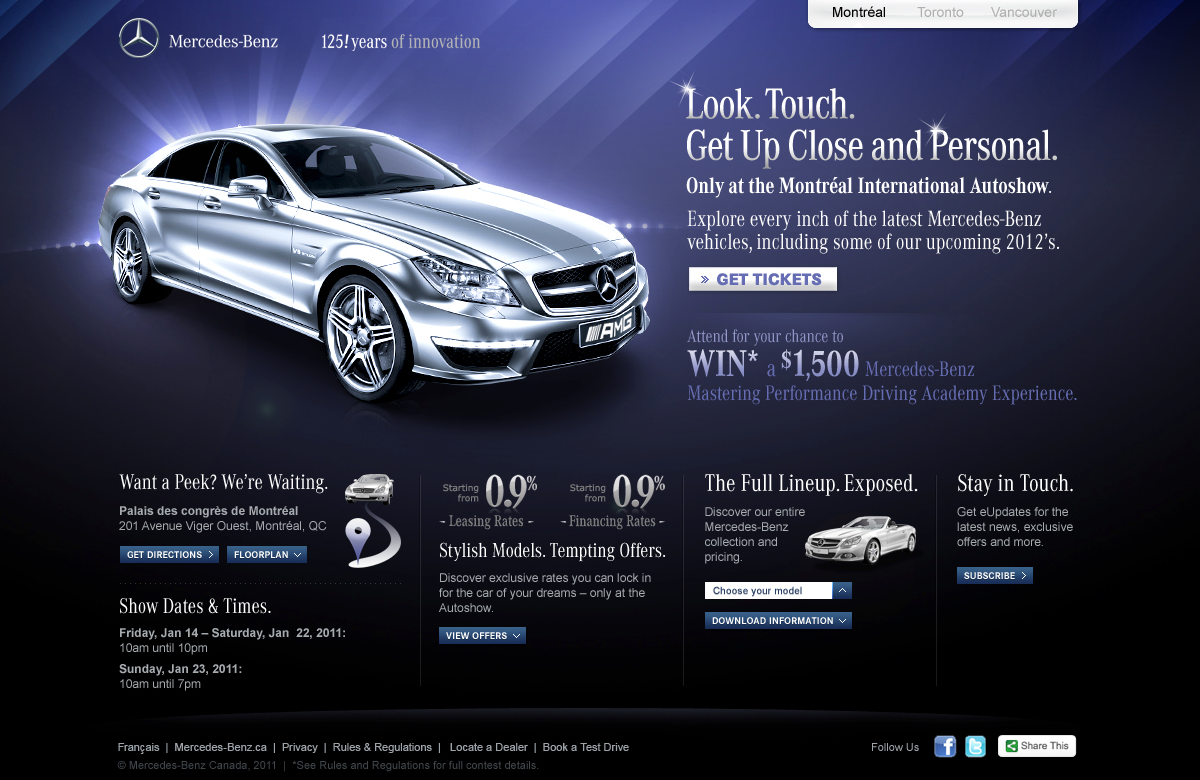 Montréal Toronto Vancouver
Mercedes-Benz 125! years of innovation
Look. Touch.
Get Up Close and Personal.
Only at the Montréal International Autoshow.
Explore every inch of the latest Mercedes-Benz
vehicles, including some of our upcoming 2012's.
» GET TICKETS
AMG
Attend for your chance to
WIN* a $1,500 Mercedes-Benz
Mastering Performance Driving Academy Experience.
Want a Peek? We're Waiting.
Palais des congrès de Montréal
201 Avenue Viger Ouest, Montréal, QC
GET DIRECTIONS FLOORPLAN
Show Dates & Times.
Friday, Jan 14 – Saturday, Jan 22, 2011:
10am until 10pm
Sunday, Jan 23, 2011:
10am until 7pm
Starting from 0.9% Starting from 0.9%
- Leasing Rates - - Financing Rates -
Stylish Models. Tempting Offers.
Discover exclusive rates you can lock in
for the car of your dreams – only at the
Autoshow.
VIEW OFFERS
The Full Lineup. Exposed.
Discover our entire
Mercedes-Benz
collection and
pricing.
Choose your model
DOWNLOAD INFORMATION
Stay in Touch.
Get eUpdates for the
latest news, exclusive
offers and more.
SUBSCRIBE
Français | Mercedes-Benz.ca | Privacy | Rules & Regulations | Locate a Dealer | Book a Test Drive
Follow Us f t Share This
© Mercedes-Benz Canada, 2011 | *See Rules and Regulations for full contest details.